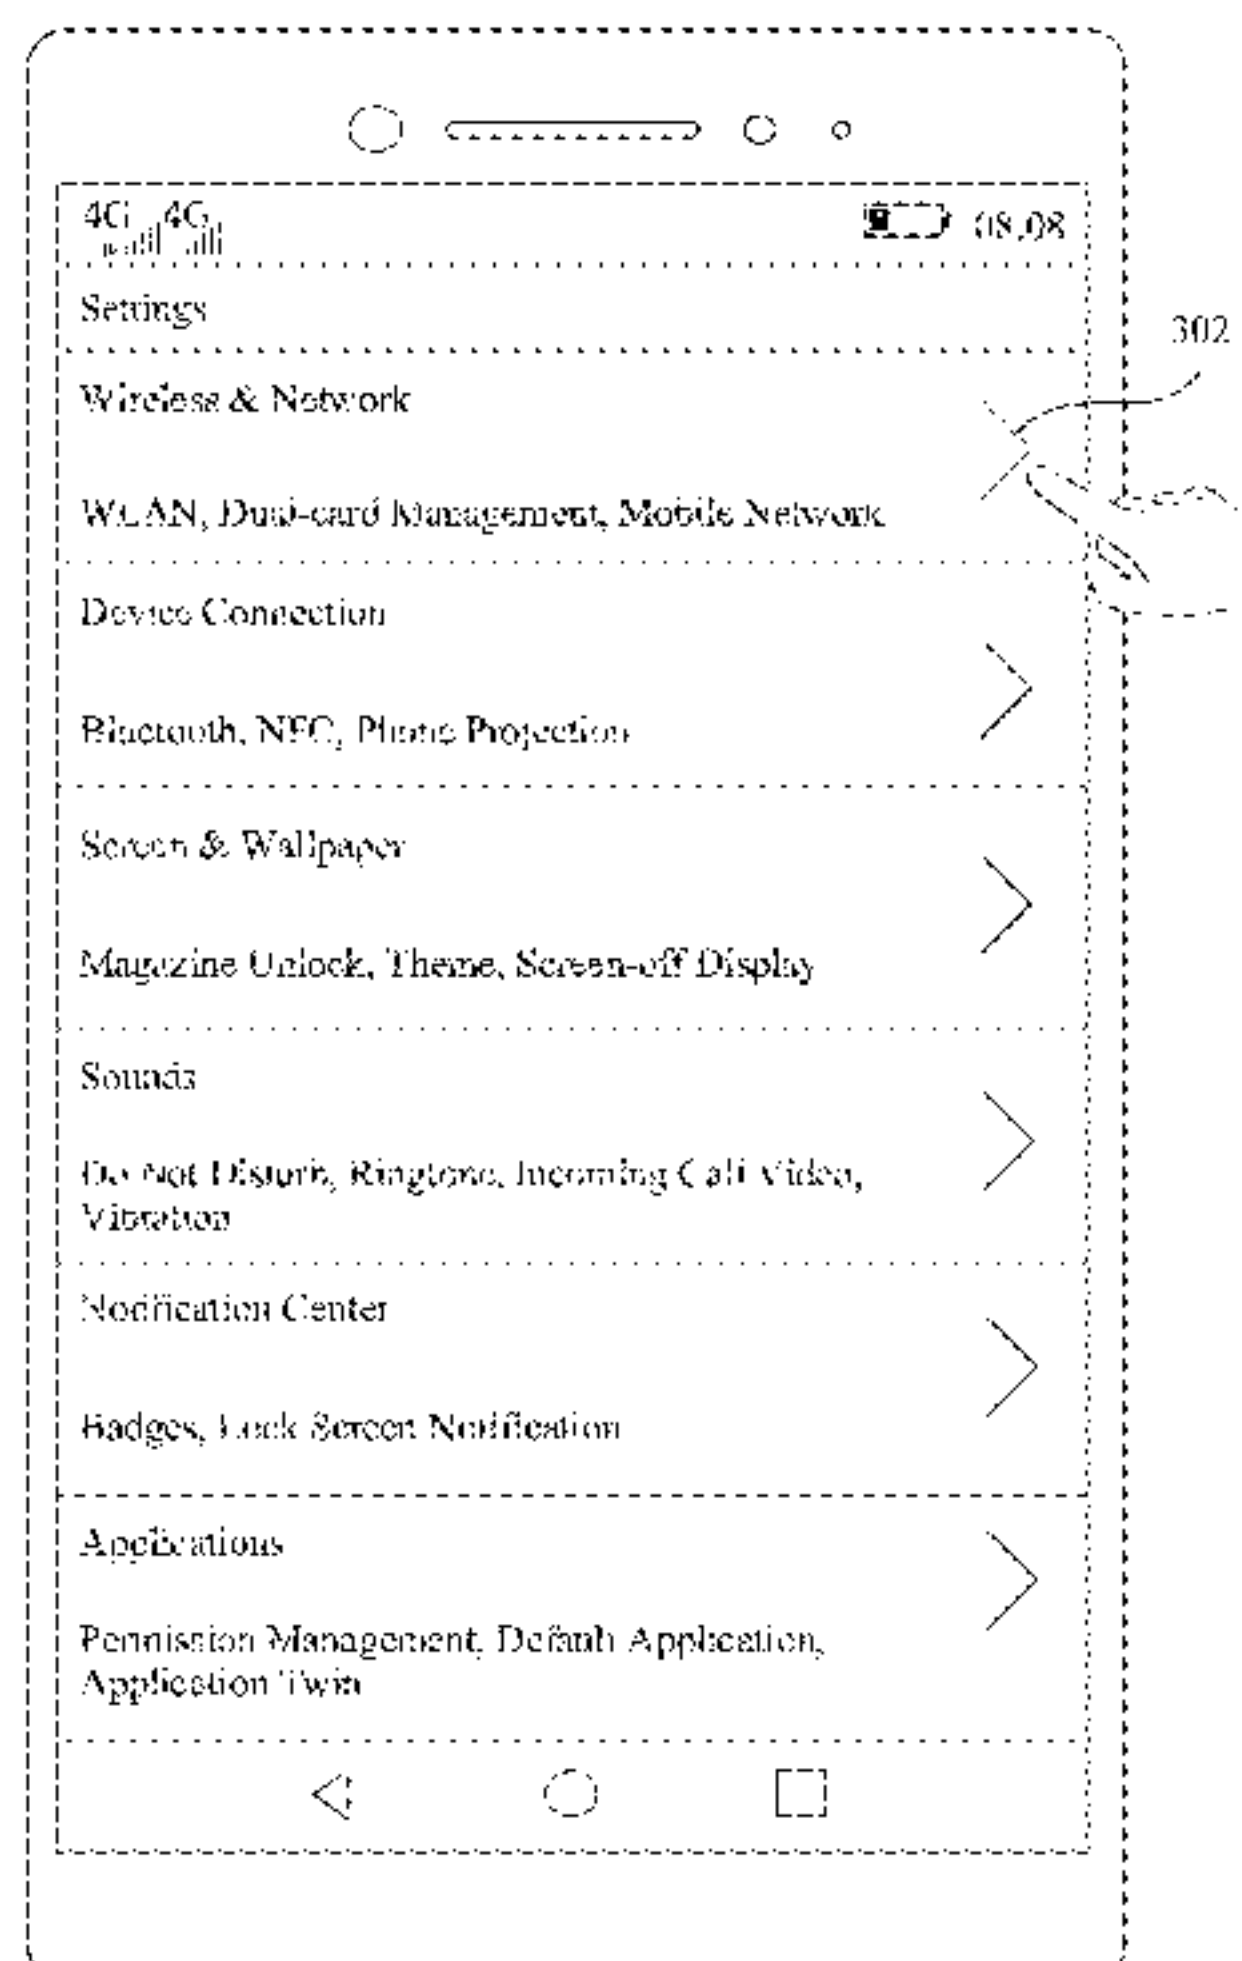 4G 4G 08:08
Settings
302
Wireless & Network
WLAN, Dual-card Management, Mobile Network
Device Connection
Bluetooth, NFC, Phone Projection
Screen & Wallpaper
Magazine Unlock, Theme, Screen-off Display
Sounds
Do Not Disturb, Ringtone, Incoming Call Video,
Vibration
Notification Center
Badges, Lock Screen Notification
Applications
Permission Management, Default Application,
Application Twin